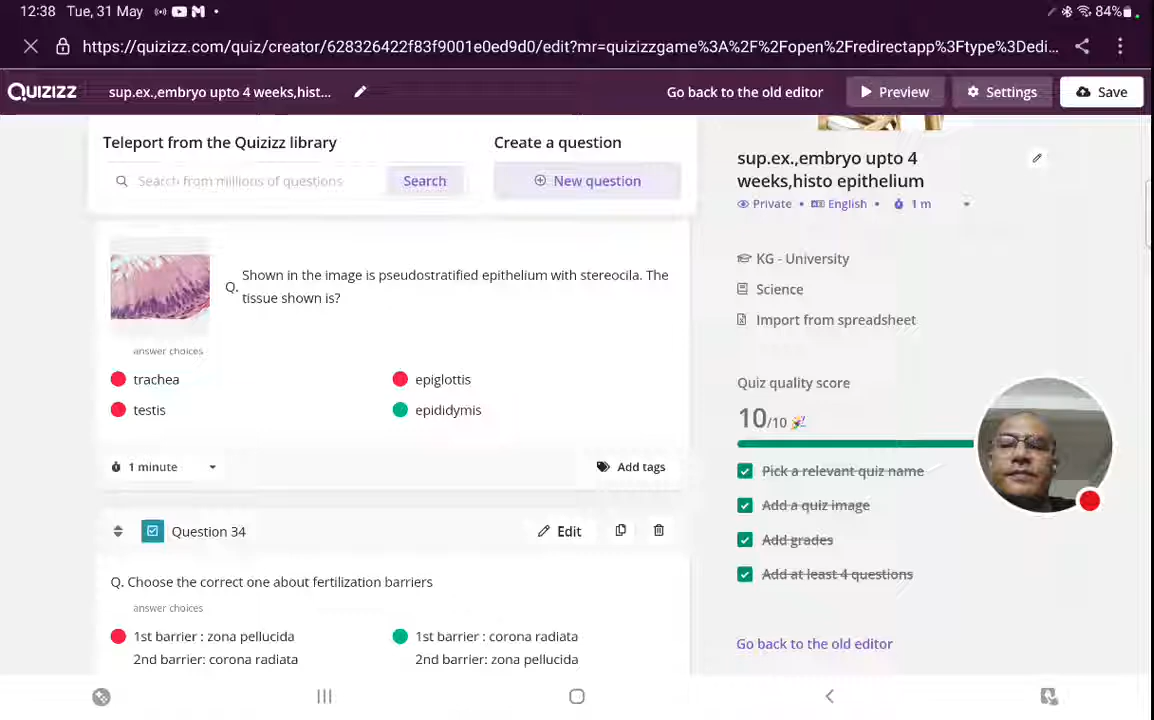 12:38 Tue, 31 May
84%
https://quizizz.com/quiz/creator/628326422f83f9001e0ed9d0/edit?mr=quizizzgame%3A%2F%2Fopen%2Fredirectapp%3Ftype%3Dedi...
QUIZIZZ
sup.ex.,embryo upto 4 weeks,hist...
Go back to the old editor
Preview
Settings
Save
Teleport from the Quizizz library
Search from millions of questions
Search
Create a question
New question
Q. Shown in the image is pseudostratified epithelium with stereocila. The
tissue shown is?
answer choices
trachea
epiglottis
testis
epididymis
1 minute
Add tags
Question 34
Edit
Q. Choose the correct one about fertilization barriers
answer choices
1st barrier : zona pellucida
2nd barrier: corona radiata
1st barrier : corona radiata
2nd barrier: zona pellucida
sup.ex.,embryo upto 4
weeks,histo epithelium
Private • English • 1 m
KG - University
Science
Import from spreadsheet
Quiz quality score
10/10
Pick a relevant quiz name
Add a quiz image
Add grades
Add at least 4 questions
Go back to the old editor